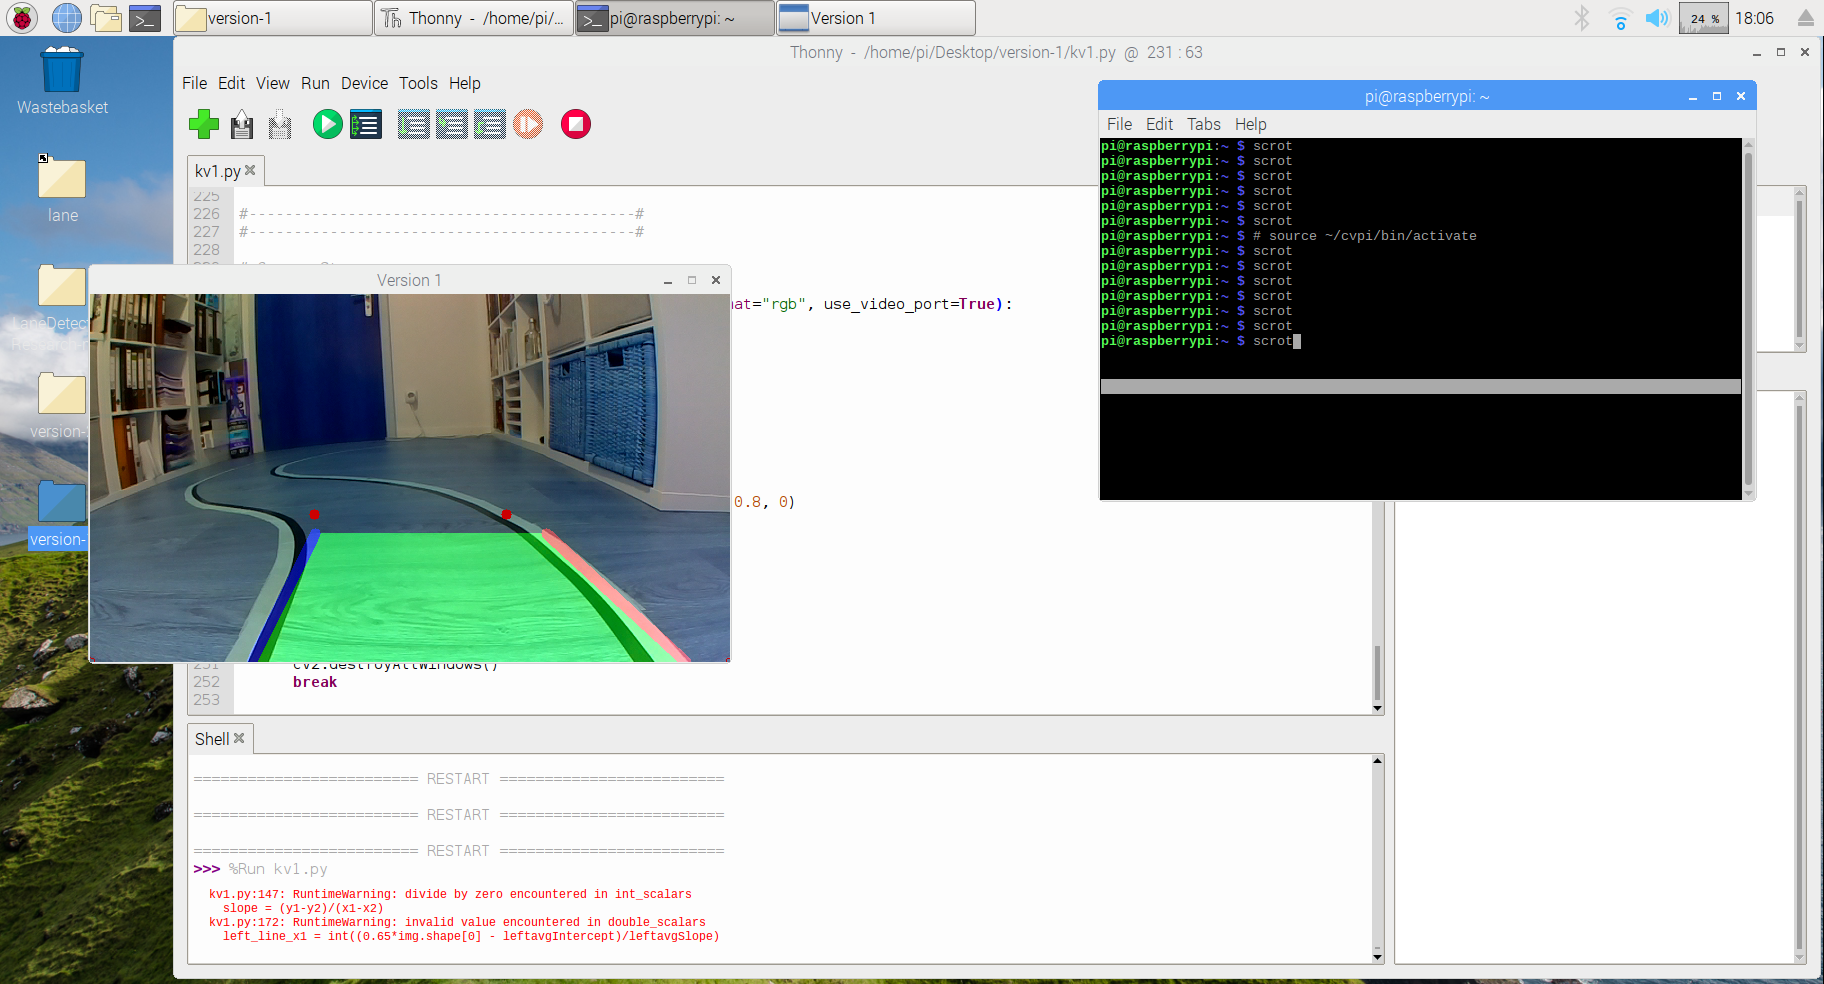 version-1
Thonny - /home/pi/...
pi@raspberrypi: ~
Version 1
24 %
18:06
Wastebasket
lane
LaneDetec
version-
version-
Thonny - /home/pi/Desktop/version-1/kv1.py @ 231 : 63
File Edit View Run Device Tools Help
kv1.py
225
226 #-------------------------------------------#
227 #-------------------------------------------#
228
Version 1
at="rgb", use_video_port=True):
0.8, 0)
251 cv2.destroyAllWindows()
252 break
253
pi@raspberrypi: ~
File Edit Tabs Help
pi@raspberrypi:~ $ scrot
pi@raspberrypi:~ $ scrot
pi@raspberrypi:~ $ scrot
pi@raspberrypi:~ $ scrot
pi@raspberrypi:~ $ scrot
pi@raspberrypi:~ $ scrot
pi@raspberrypi:~ $ # source ~/cvpi/bin/activate
pi@raspberrypi:~ $ scrot
pi@raspberrypi:~ $ scrot
pi@raspberrypi:~ $ scrot
pi@raspberrypi:~ $ scrot
pi@raspberrypi:~ $ scrot
pi@raspberrypi:~ $ scrot
pi@raspberrypi:~ $ scrot
Shell
========================= RESTART =========================
========================= RESTART =========================
========================= RESTART =========================
>>> %Run kv1.py
kv1.py:147: RuntimeWarning: divide by zero encountered in int_scalars
slope = (y1-y2)/(x1-x2)
kv1.py:172: RuntimeWarning: invalid value encountered in double_scalars
left_line_x1 = int((0.65*img.shape[0] - leftavgIntercept)/leftavgSlope)